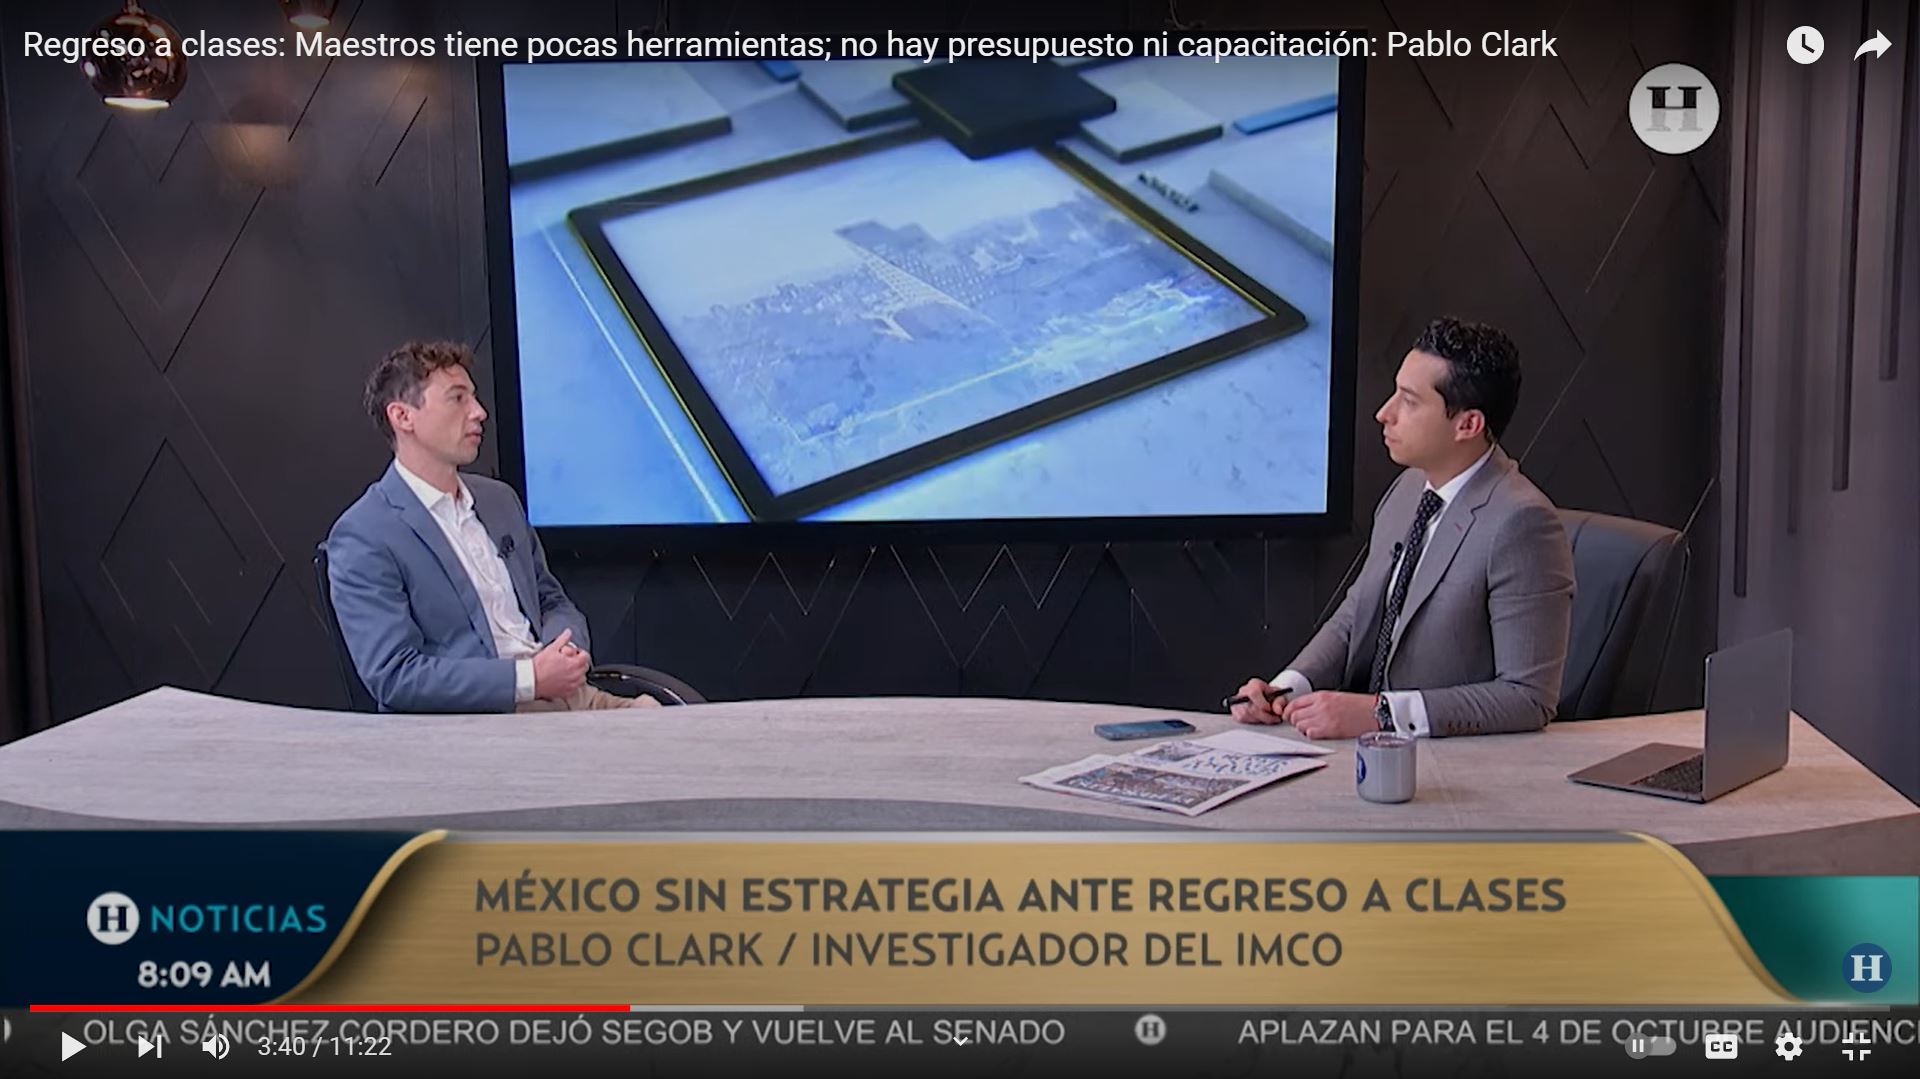 Regreso a clases: Maestros tiene pocas herramientas; no hay presupuesto ni capacitación: Pablo Clark
H
MÉXICO SIN ESTRATEGIA ANTE REGRESO A CLASES
PABLO CLARK / INVESTIGADOR DEL IMCO
H NOTICIAS
8:09 AM
H
OLGA SÁNCHEZ CORDERO DEJÓ SEGOB Y VUELVE AL SENADO H APLAZAN PARA EL 4 DE OCTUBRE AUDIENCI
3:40 / 11:22
CC